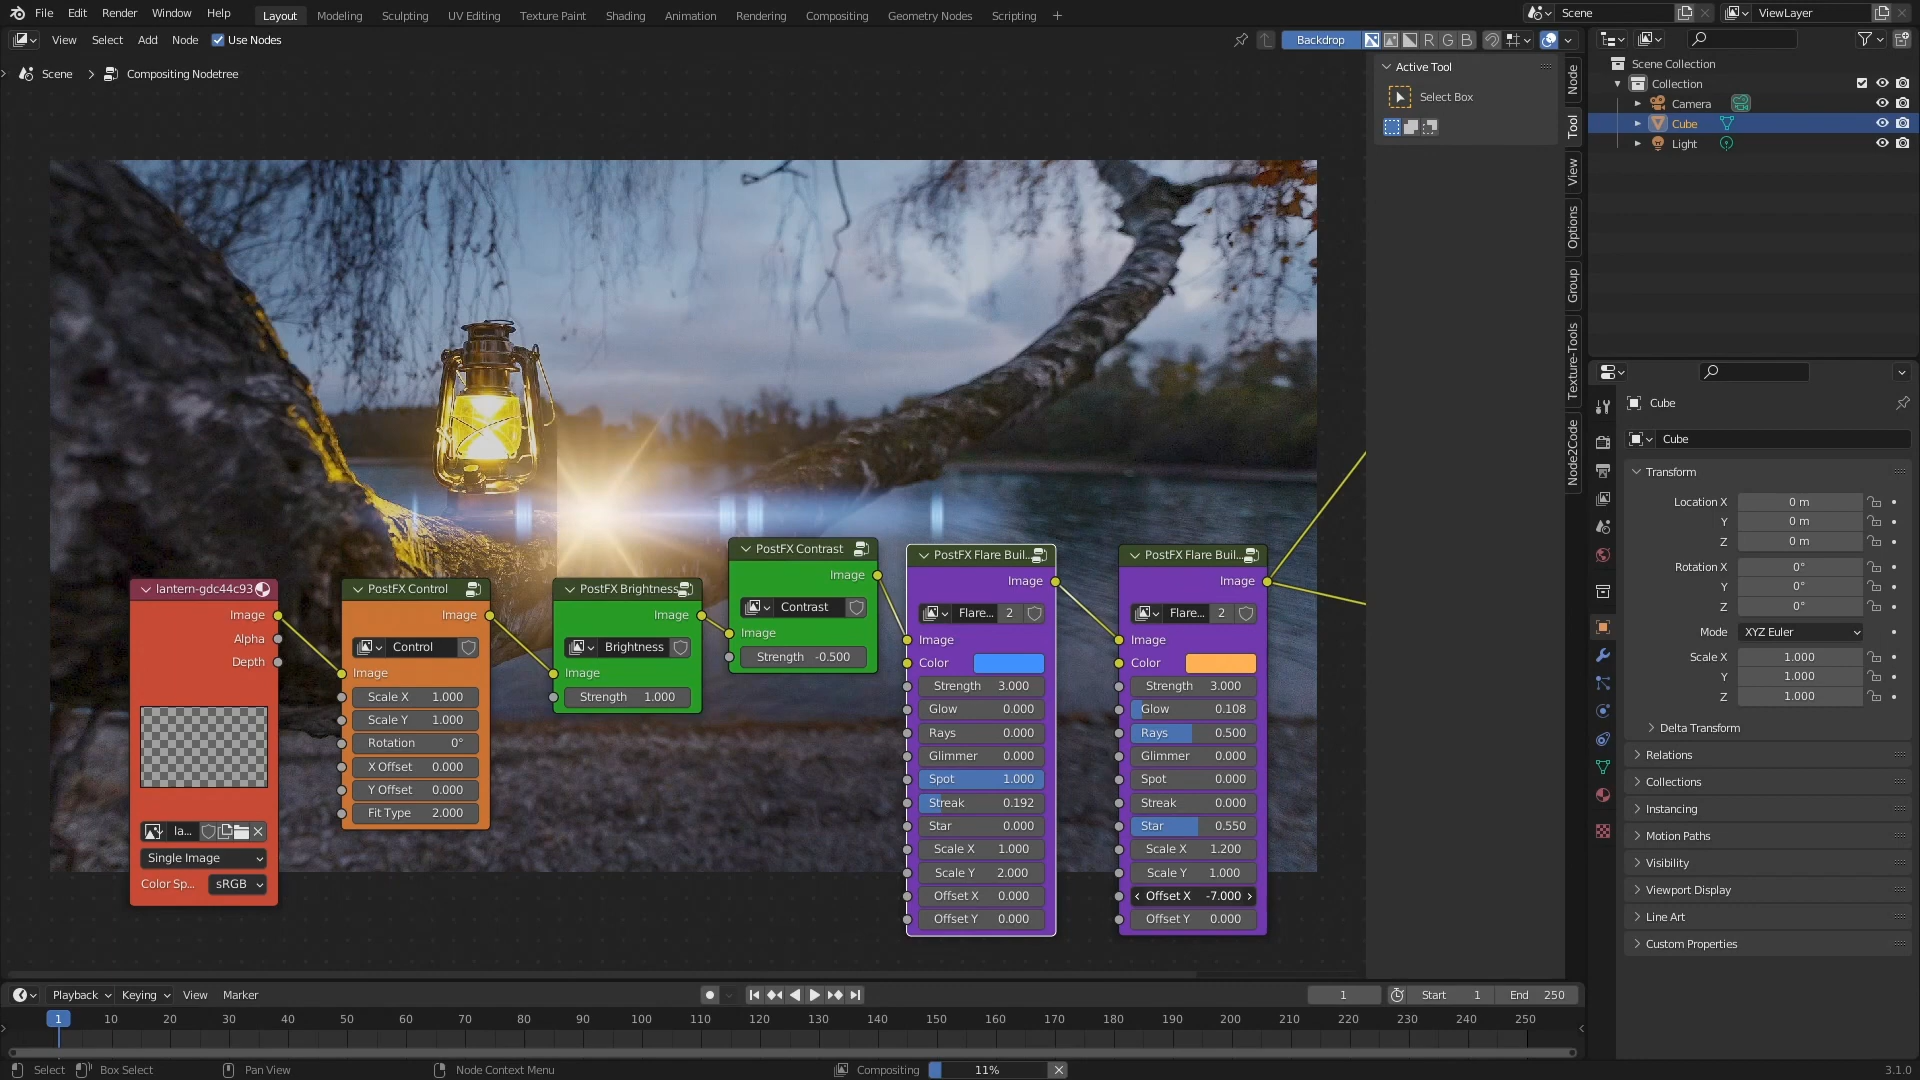 File Edit Render Window Help Layout Modeling Sculpting UV Editing Texture Paint Shading Animation Rendering Compositing Geometry Nodes Scripting + Scene ViewLayer
View Select Add Node Use Nodes Backdrop R G B
Scene > Compositing Nodetree
Active Tool
Select Box
Node
Tool
View
Options
Group
Texture-Tools
Node2Code
Scene Collection
Collection
Camera
Cube
Light
Cube
Cube
Transform
Location X 0 m
Y 0 m
Z 0 m
Rotation X 0°
Y 0°
Z 0°
Mode XYZ Euler
Scale X 1.000
Y 1.000
Z 1.000
Delta Transform
Relations
Collections
Instancing
Motion Paths
Visibility
Viewport Display
Line Art
Custom Properties
lantern-gdc44c93
Image
Alpha
Depth
la...
Single Image
Color Sp... sRGB
PostFX Control
Image
Control
Image
Scale X 1.000
Scale Y 1.000
Rotation 0°
X Offset 0.000
Y Offset 0.000
Fit Type 2.000
PostFX Brightness
Image
Brightness
Image
Strength 1.000
PostFX Contrast
Image
Contrast
Image
Strength -0.500
PostFX Flare Buil...
Image
Flare... 2
Image
Color
Strength 3.000
Glow 0.000
Rays 0.000
Glimmer 0.000
Spot 1.000
Streak 0.192
Star 0.000
Scale X 1.000
Scale Y 2.000
Offset X 0.000
Offset Y 0.000
PostFX Flare Buil...
Image
Flare... 2
Image
Color
Strength 3.000
Glow 0.108
Rays 0.500
Glimmer 0.000
Spot 0.000
Streak 0.000
Star 0.550
Scale X 1.200
Scale Y 1.000
Offset X -7.000
Offset Y 0.000
Playback Keying View Marker 1 Start 1 End 250
1 10 20 30 40 50 60 70 80 90 100 110 120 130 140 150 160 170 180 190 200 210 220 230 240 250
Select Box Select Pan View Node Context Menu Compositing 11% 3.1.0